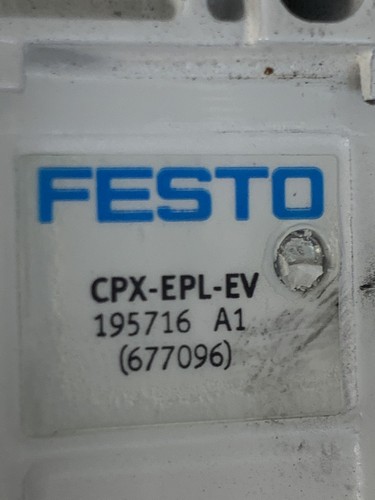 FESTO
CPX-EPL-EV
195716 A1
(677096)